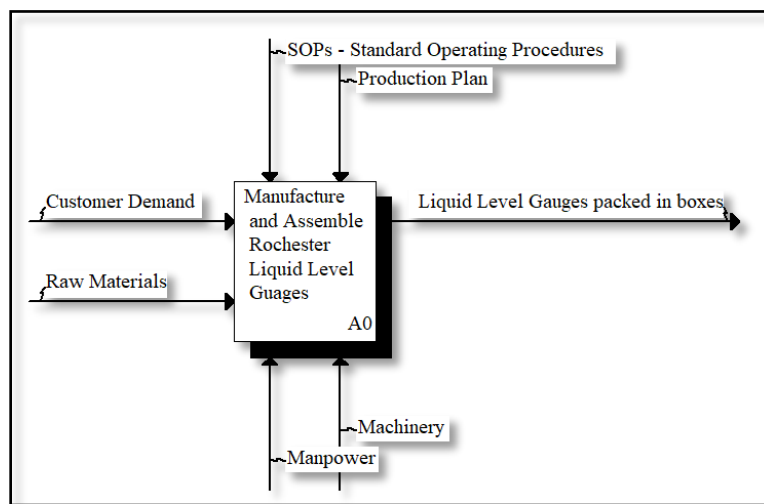 SOPs - Standard Operating Procedures
Production Plan
Customer Demand
Manufacture
and Assemble
Rochester
Liquid Level
Guages
A0
Liquid Level Gauges packed in boxes
Raw Materials
Machinery
Manpower